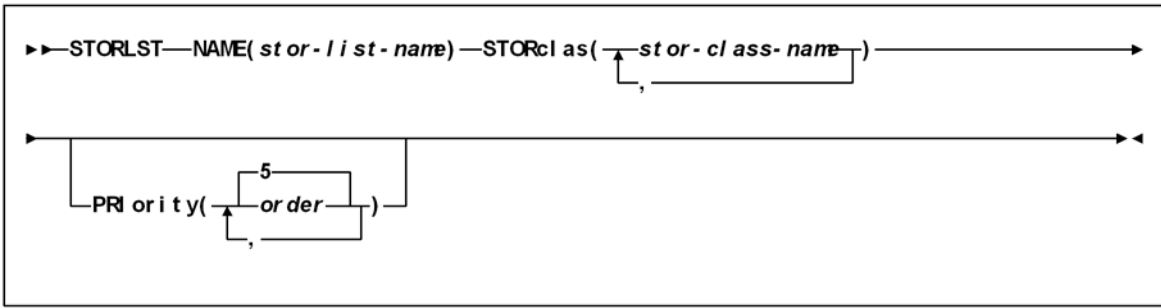 STORLST NAME(stor-list-name) STORclas( stor-class-name )
,
5
PRIority( order )
,